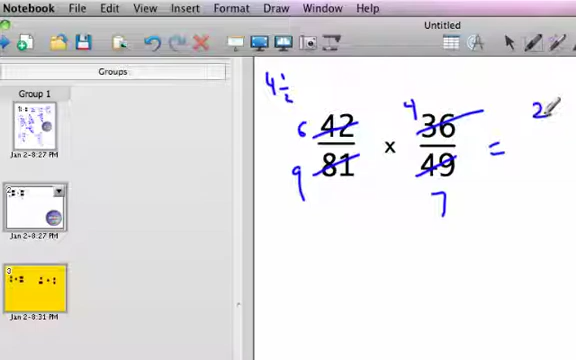 Notebook File Edit View Insert Format Draw Window Help
Untitled
Groups
Group 1
Jan 2-8:27 PM
Jan 2-8:27 PM
3
Jan 2-8:31 PM
4 1/2
6 42 4 36
81 x 49 = 2
9 7